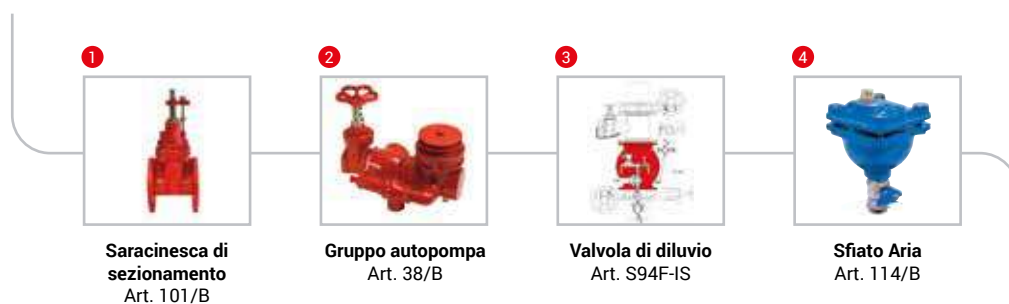 1
2
3
4
Saracinesca di
sezionamento
Art. 101/B
Gruppo autopompa
Art. 38/B
Valvola di diluvio
Art. S94F-IS
Sfiato Aria
Art. 114/B